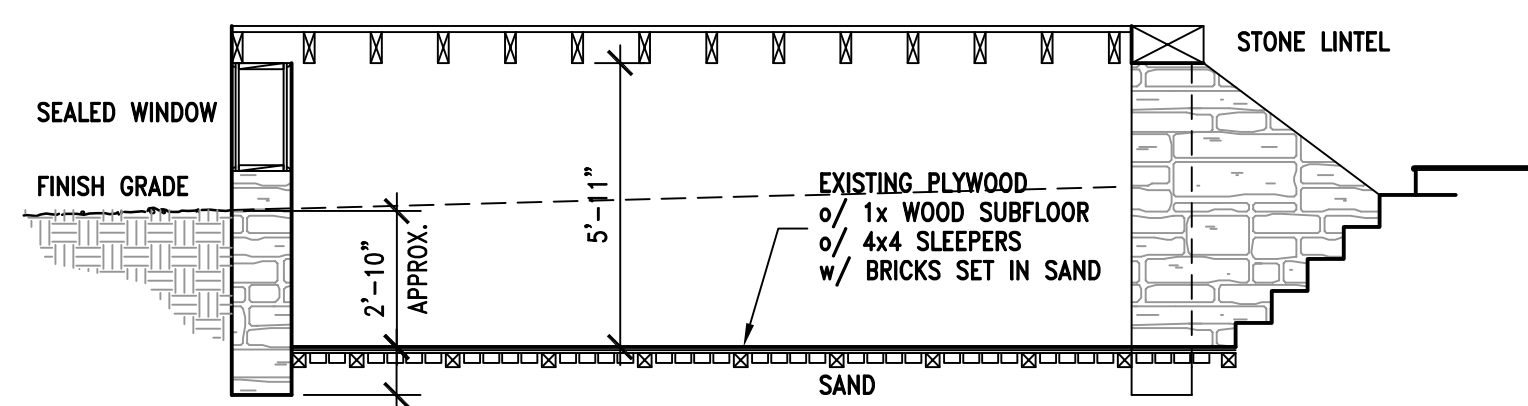 STONE LINTEL
SEALED WINDOW
FINISH GRADE
5'-11"
EXISTING PLYWOOD
o/ 1x WOOD SUBFLOOR
o/ 4x4 SLEEPERS
w/ BRICKS SET IN SAND
2'-10"
APPROX.
SAND